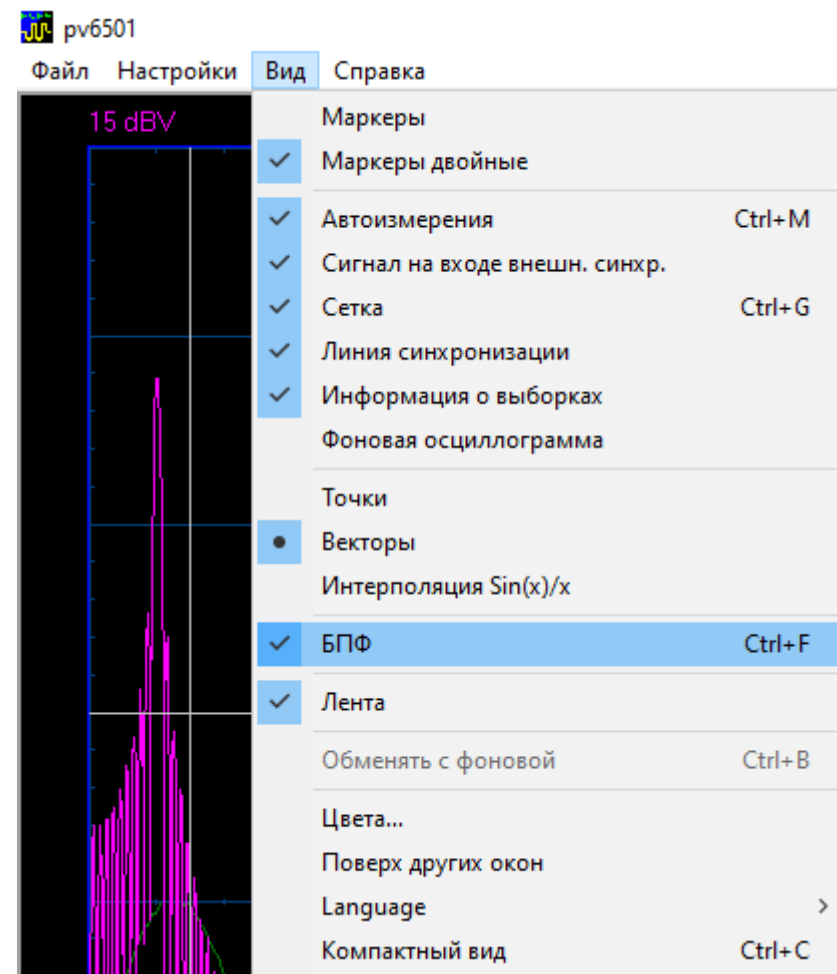 pv6501
Файл Настройки Вид Справка
15 dBV
Маркеры
Маркеры двойные
Автоизмерения Ctrl+M
Сигнал на входе внешн. синхр.
Сетка Ctrl+G
Линия синхронизации
Информация о выборках
Фоновая осциллограмма
Точки
Векторы
Интерполяция Sin(x)/x
БПФ Ctrl+F
Лента
Обменять с фоновой Ctrl+B
Цвета...
Поверх других окон
Language
Компактный вид Ctrl+C